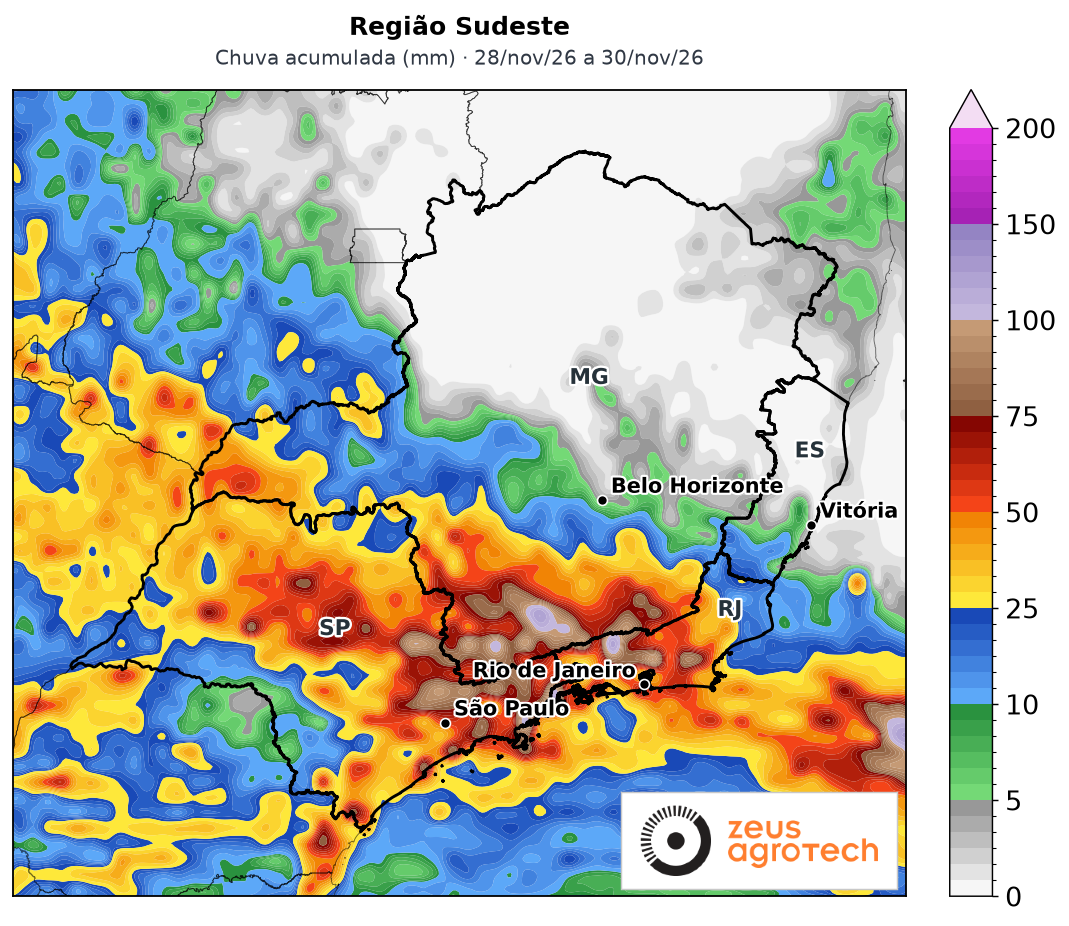 Região Sudeste
Chuva acumulada (mm) · 28/nov/26 a 30/nov/26
200
150
100
75
50
25
10
5
0
MG
ES
Belo Horizonte
Vitória
RJ
SP
Rio de Janeiro
São Paulo
zeus
agrotech